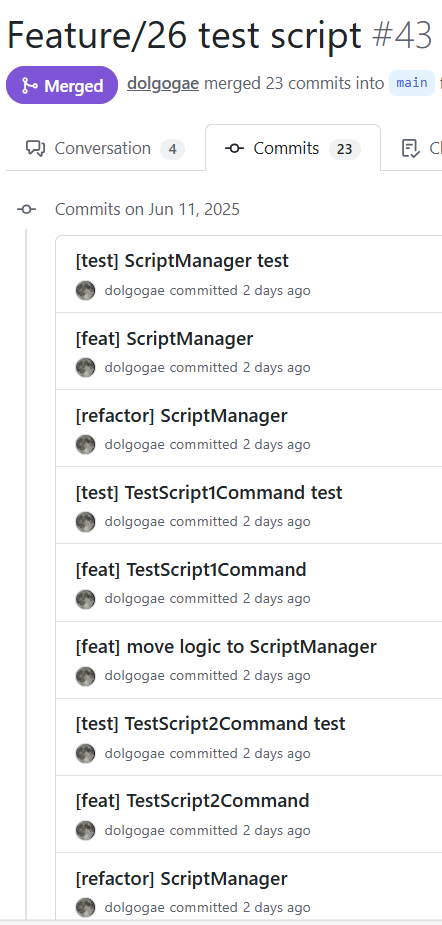 Feature/26 test script #43
Merged dolgogae merged 23 commits into main
Conversation 4 Commits 23
Commits on Jun 11, 2025
[test] ScriptManager test
dolgogae committed 2 days ago
[feat] ScriptManager
dolgogae committed 2 days ago
[refactor] ScriptManager
dolgogae committed 2 days ago
[test] TestScript1Command test
dolgogae committed 2 days ago
[feat] TestScript1Command
dolgogae committed 2 days ago
[feat] move logic to ScriptManager
dolgogae committed 2 days ago
[test] TestScript2Command test
dolgogae committed 2 days ago
[feat] TestScript2Command
dolgogae committed 2 days ago
[refactor] ScriptManager
dolgogae committed 2 days ago